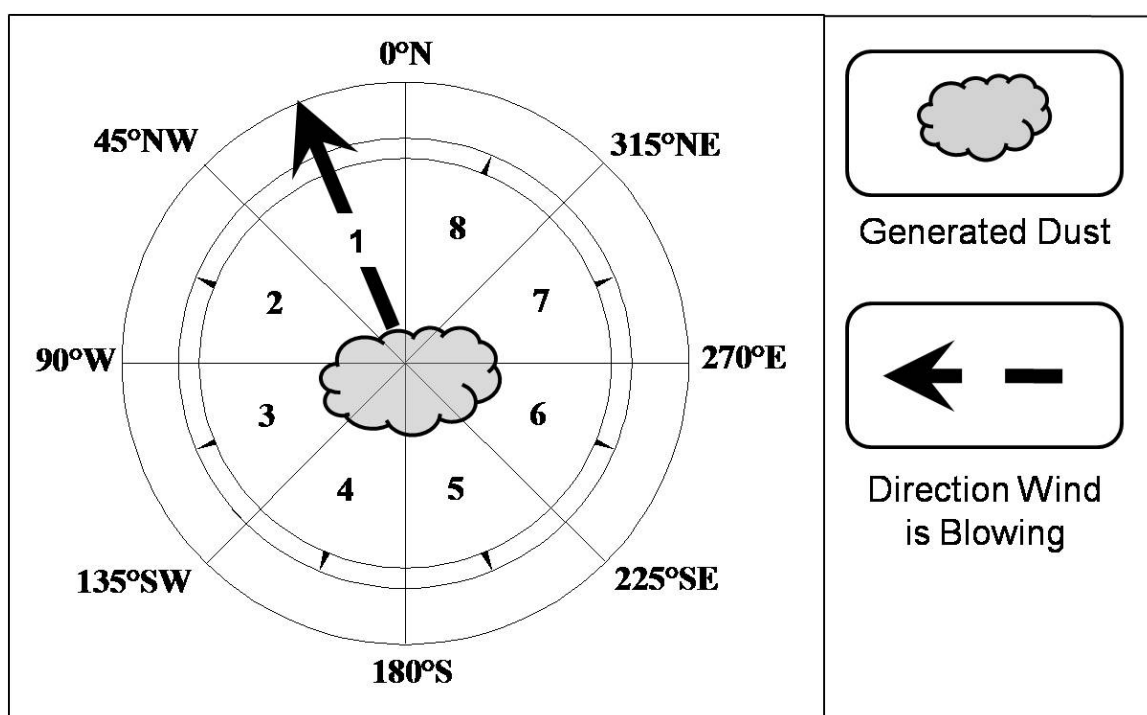 0°N
45°NW
315°NE
1
8
2
7
90°W
270°E
3
6
4
5
135°SW
225°SE
180°S
Generated Dust
Direction Wind
is Blowing